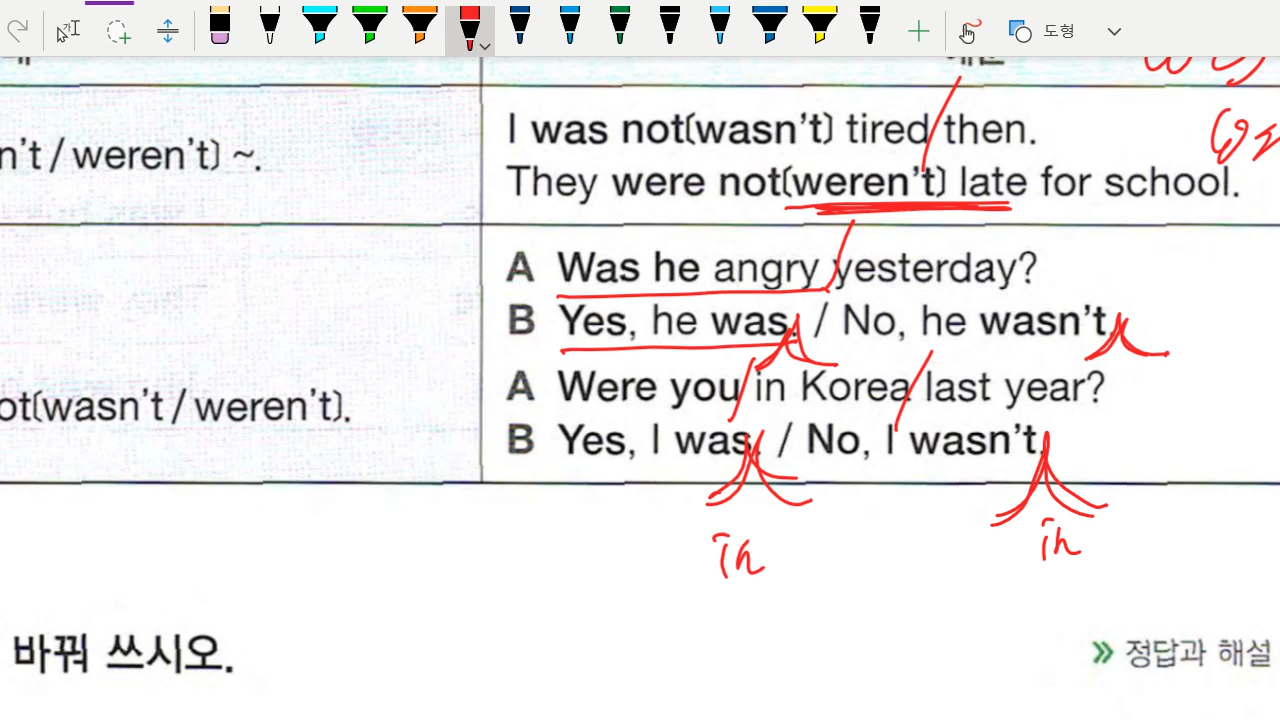 도형
I was not(wasn't) tired then.
n't / weren't) ~.
They were not(weren't) late for school.
A Was he angry yesterday?
B Yes, he was. / No, he wasn't.
A Were you in Korea last year?
ot(wasn't / weren't).
B Yes, I was. / No, I wasn't.
in
in
바꿔 쓰시오.
정답과 해설